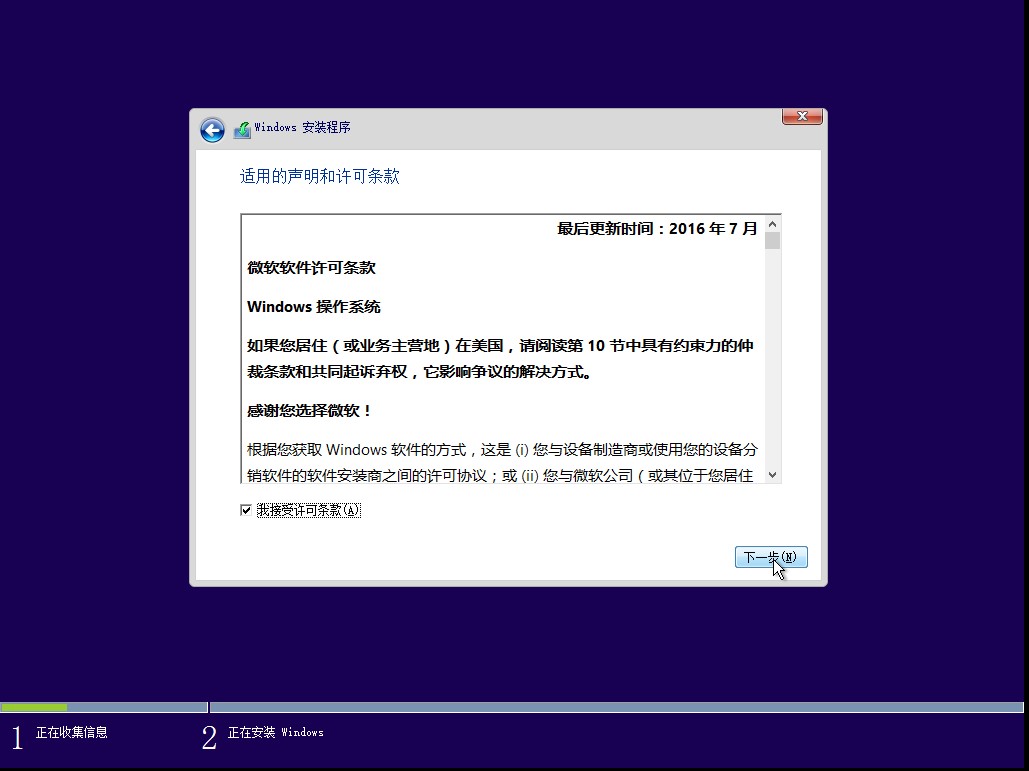 Windows 安装程序
适用的声明和许可条款
最后更新时间：2016 年 7 月
微软软件许可条款
Windows 操作系统
如果您居住（或业务主营地）在美国，请阅读第 10 节中具有约束力的仲
裁条款和共同起诉弃权，它影响争议的解决方式。
感谢您选择微软！
根据您获取 Windows 软件的方式，这是 (i) 您与设备制造商或使用您的设备分
销软件的软件安装商之间的许可协议；或 (ii) 您与微软公司（或其位于您居住
我接受许可条款(A)
下一步(N)
1 正在收集信息
2 正在安装 Windows